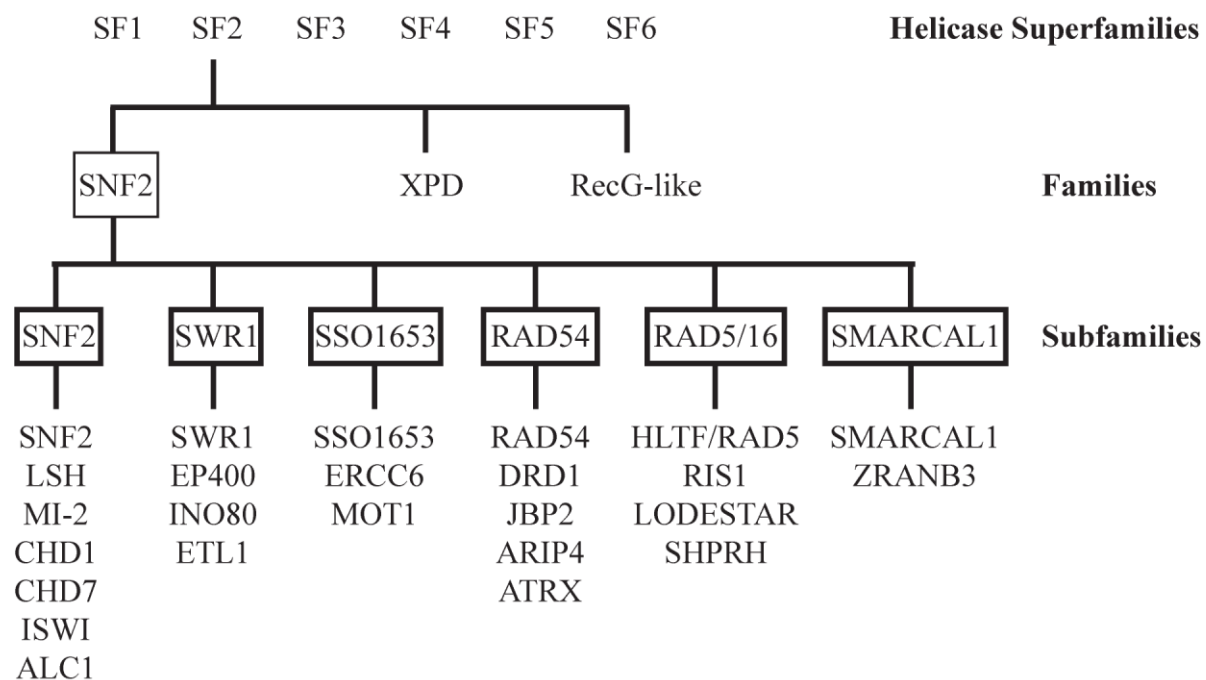 SF1 SF2 SF3 SF4 SF5 SF6 Helicase Superfamilies
SNF2 XPD RecG-like Families
SNF2 SWR1 SSO1653 RAD54 RAD5/16 SMARCAL1 Subfamilies
SNF2 SWR1 SSO1653 RAD54 HLTF/RAD5 SMARCAL1
LSH EP400 ERCC6 DRD1 RIS1 ZRANB3
MI-2 INO80 MOT1 JBP2 LODESTAR
CHD1 ETL1 ARIP4 SHPRH
CHD7 ATRX
ISWI
ALC1